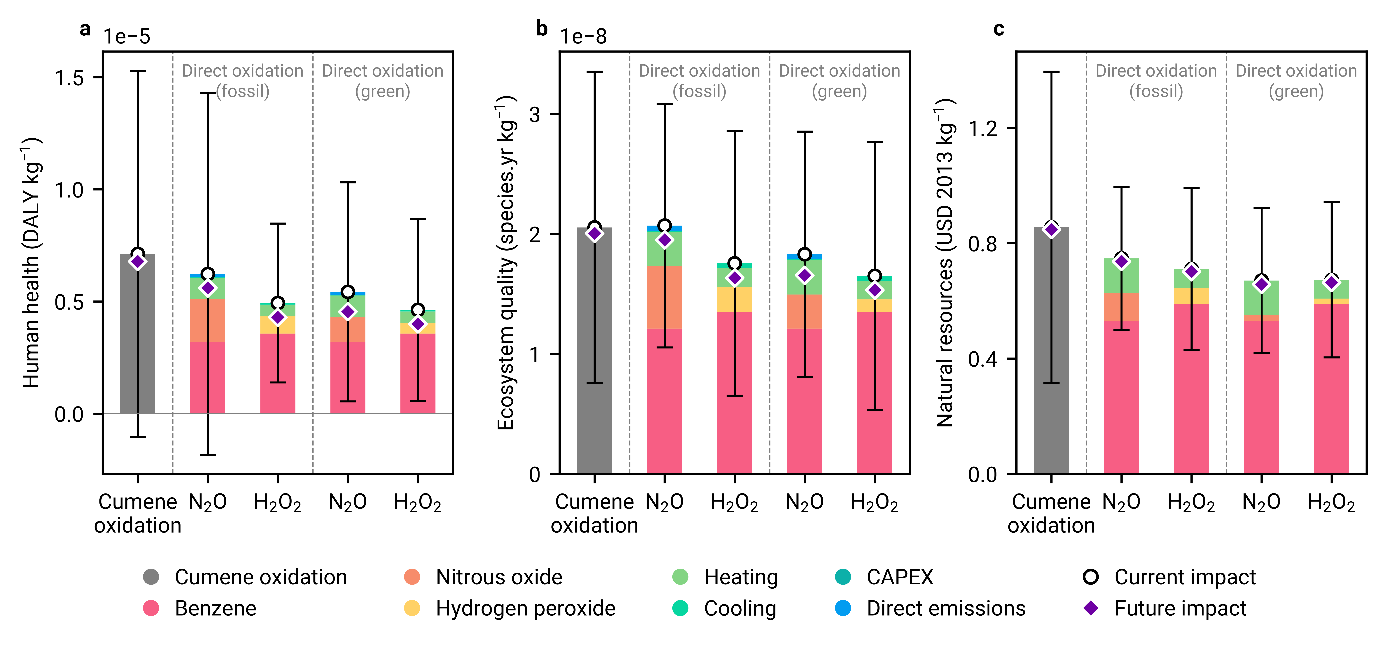 a
1e−5
Human health (DALY kg⁻¹)
1.5
1.0
0.5
0.0
Direct oxidation
(fossil)
Direct oxidation
(green)
Cumene
oxidation
N₂O
H₂O₂
N₂O
H₂O₂
b
1e−8
Ecosystem quality (species.yr kg⁻¹)
3
2
1
0
Direct oxidation
(fossil)
Direct oxidation
(green)
Cumene
oxidation
N₂O
H₂O₂
N₂O
H₂O₂
c
Natural resources (USD 2013 kg⁻¹)
1.2
0.8
0.4
0.0
Direct oxidation
(fossil)
Direct oxidation
(green)
Cumene
oxidation
N₂O
H₂O₂
N₂O
H₂O₂
Cumene oxidation
Benzene
Nitrous oxide
Hydrogen peroxide
Heating
Cooling
CAPEX
Direct emissions
Current impact
Future impact